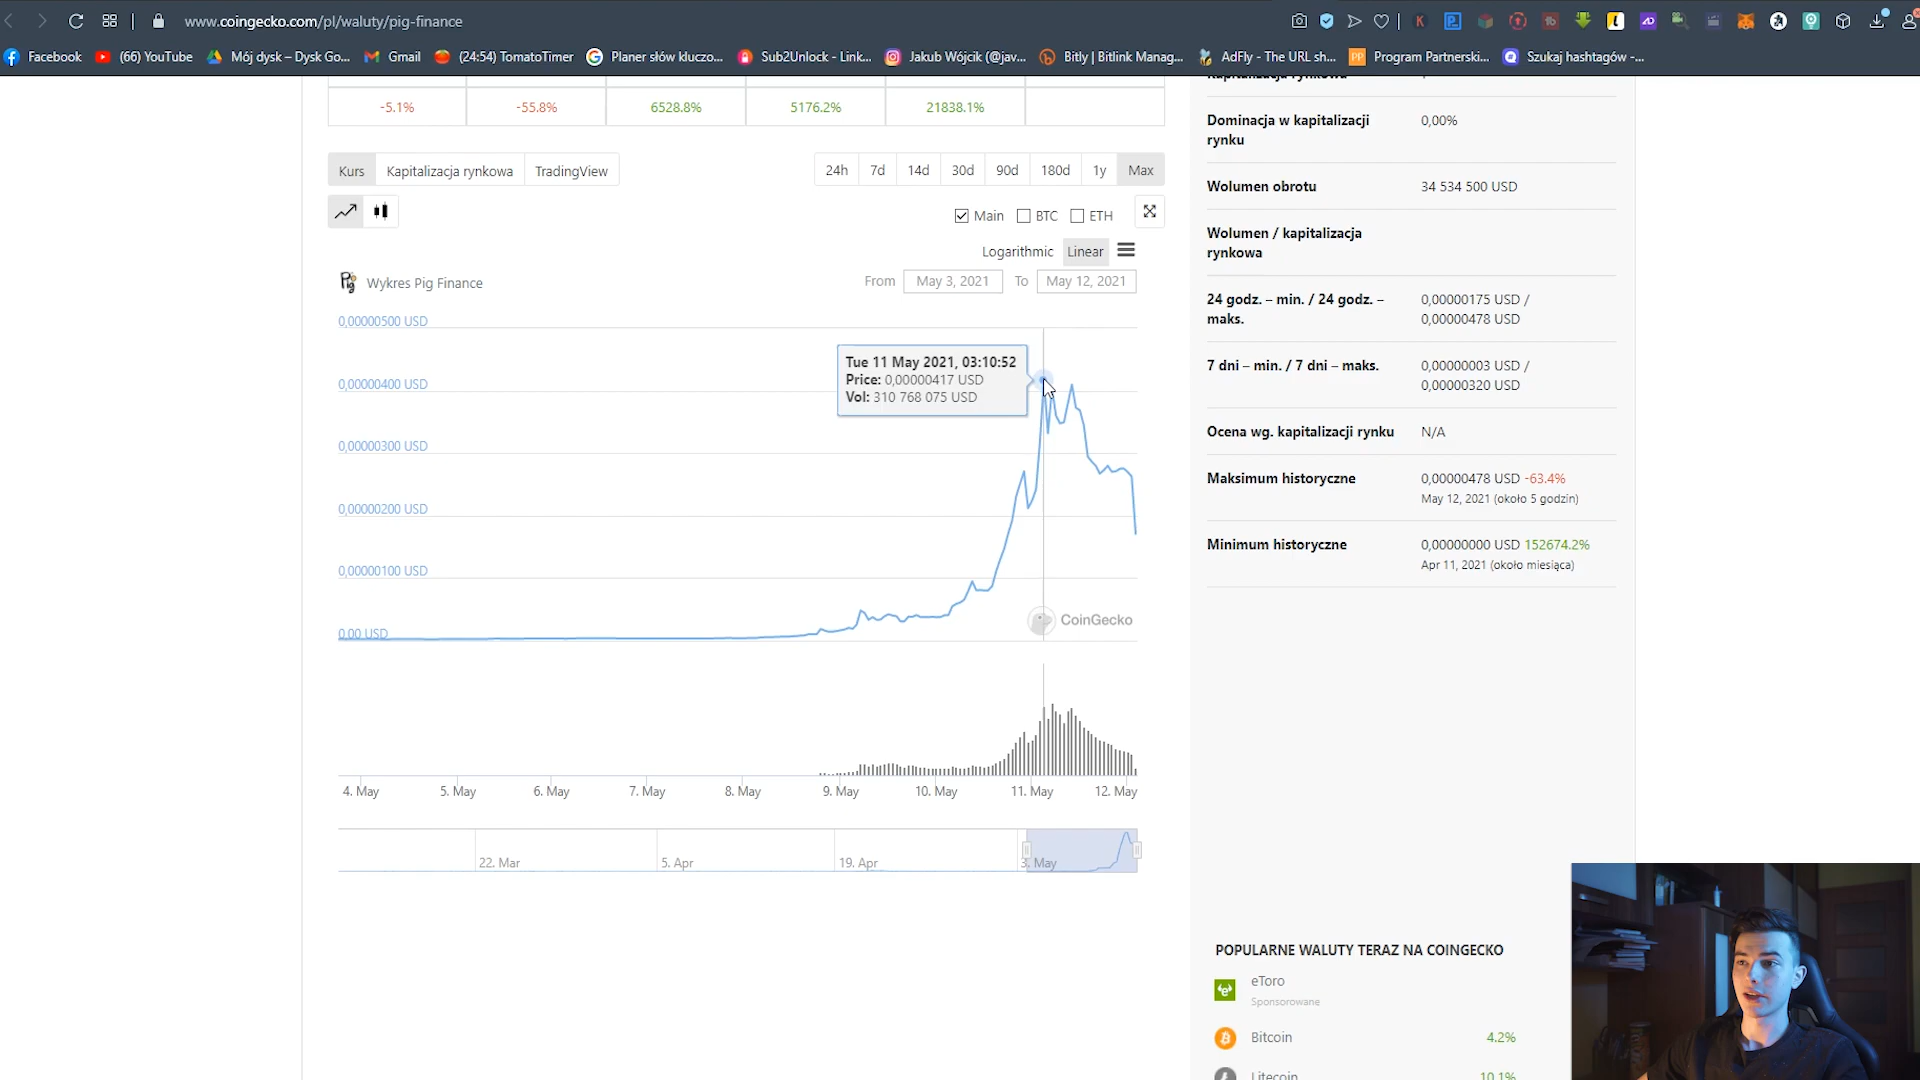 www.coingecko.com/pl/waluty/pig-finance
Facebook
(66) YouTube
Mój dysk – Dysk Go...
Gmail
(24:54) TomatoTimer
Planer słów kluczo...
Sub2Unlock - Link...
Jakub Wójcik (@jav...
Bitly | Bitlink Manag...
AdFly - The URL sh...
Program Partnerski...
Szukaj hashtagów -...
-5.1%
-55.8%
6528.8%
5176.2%
21838.1%
Kurs
Kapitalizacja rynkowa
TradingView
24h
7d
14d
30d
90d
180d
1y
Max
Main
BTC
ETH
Logarithmic
Linear
Wykres Pig Finance
From
May 3, 2021
To
May 12, 2021
0,00000500 USD
0,00000400 USD
0,00000300 USD
0,00000200 USD
0,00000100 USD
0,00 USD
Tue 11 May 2021, 03:10:52
Price: 0,00000417 USD
Vol: 310 768 075 USD
CoinGecko
4. May
5. May
6. May
7. May
8. May
9. May
10. May
11. May
12. May
22. Mar
5. Apr
19. Apr
3. May
Kapitalizacja rynkowa
Dominacja w kapitalizacji
rynku
0,00%
Wolumen obrotu
34 534 500 USD
Wolumen / kapitalizacja
rynkowa
24 godz. – min. / 24 godz. –
maks.
0,00000175 USD /
0,00000478 USD
7 dni – min. / 7 dni – maks.
0,00000003 USD /
0,00000320 USD
Ocena wg. kapitalizacji rynku
N/A
Maksimum historyczne
0,00000478 USD -63.4%
May 12, 2021 (około 5 godzin)
Minimum historyczne
0,00000000 USD 152674.2%
Apr 11, 2021 (około miesiąca)
POPULARNE WALUTY TERAZ NA COINGECKO
eToro
Sponsorowane
Bitcoin
4.2%
Litecoin
10.1%